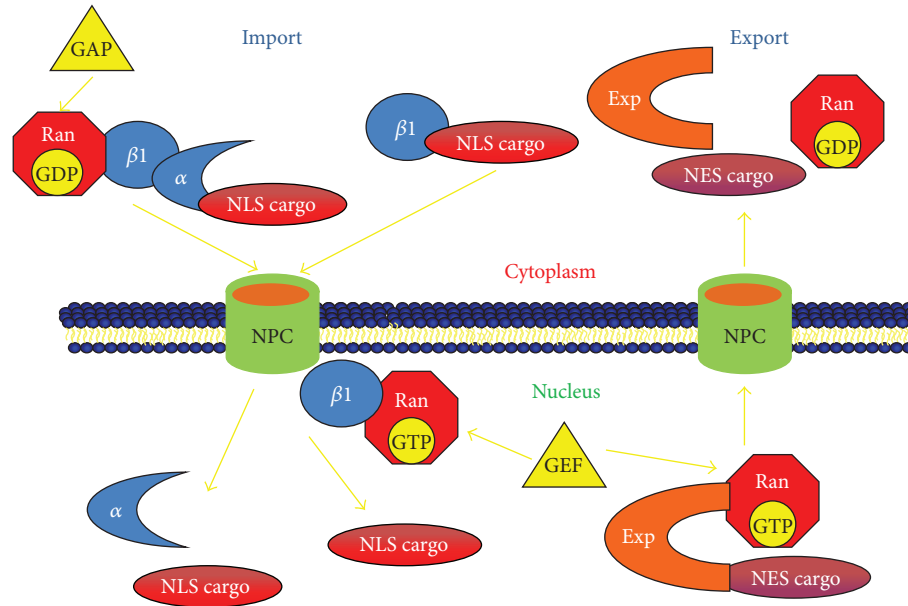 Import
Export
GAP
Ran
GDP
β1
α
NLS cargo
β1
NLS cargo
Exp
NES cargo
Ran
GDP
Cytoplasm
NPC
NPC
Nucleus
β1
Ran
GTP
GEF
α
NLS cargo
NLS cargo
Exp
Ran
GTP
NES cargo